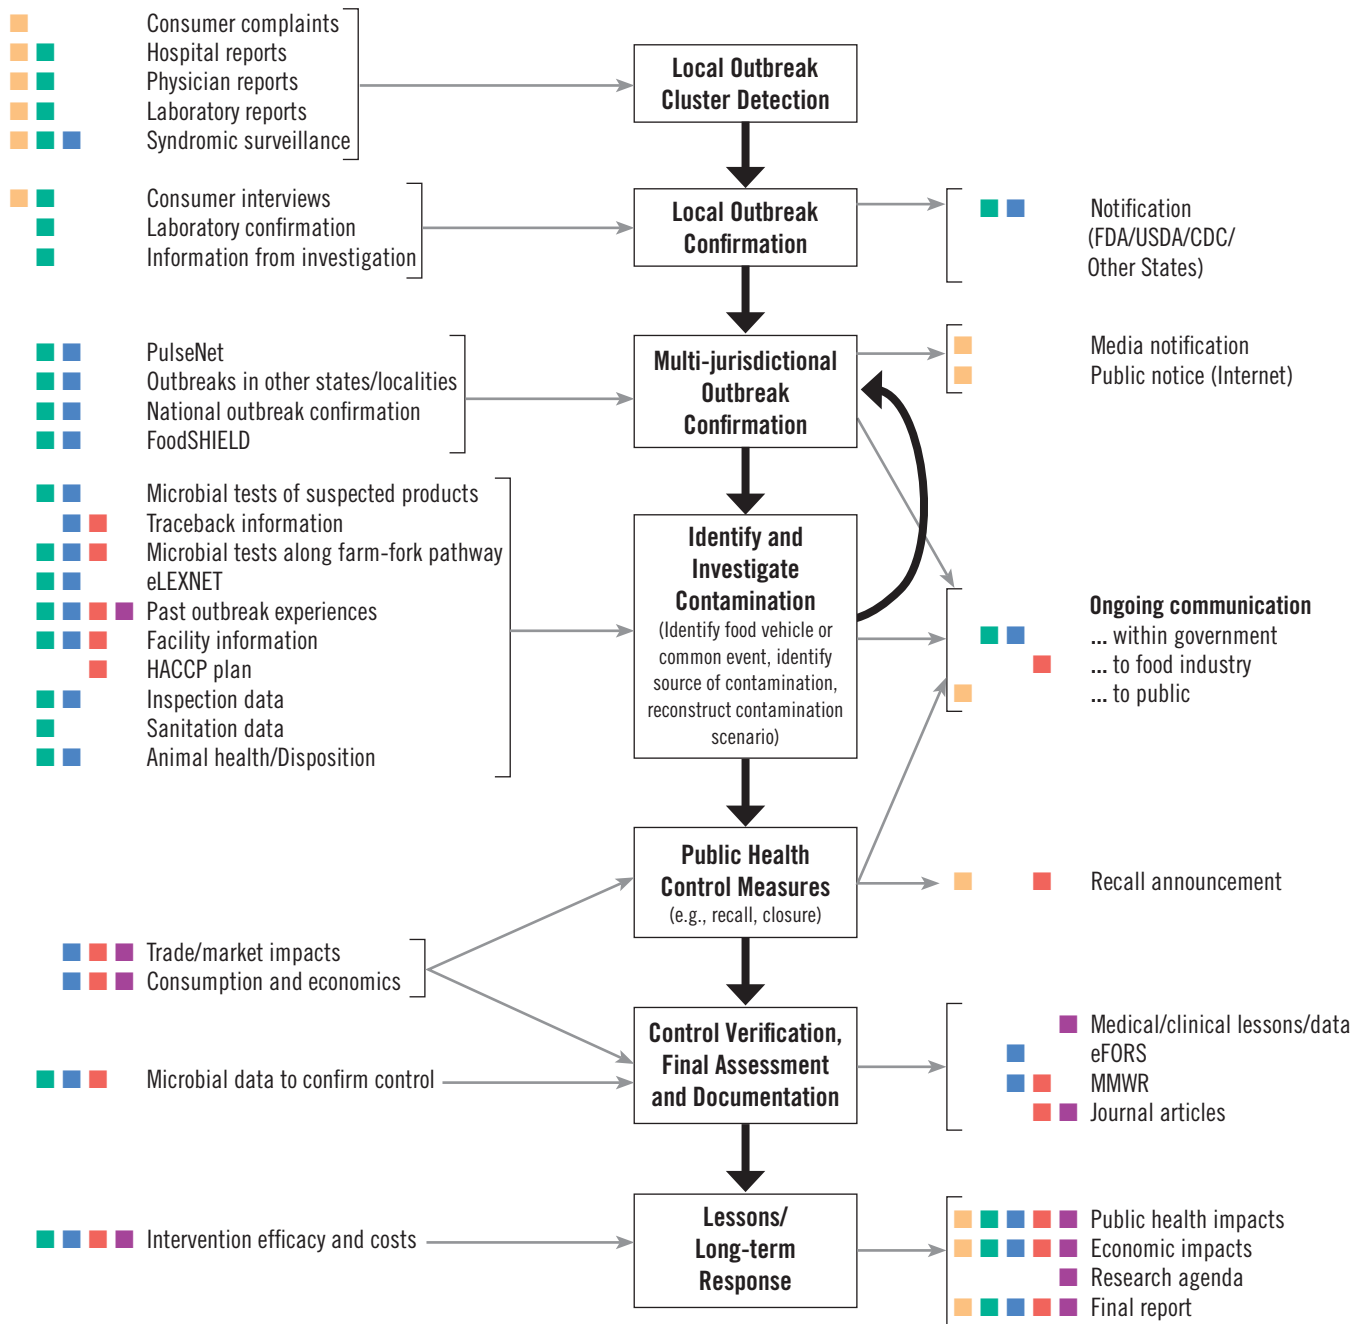 Consumer complaints
Hospital reports
Physician reports
Laboratory reports
Syndromic surveillance
Local Outbreak
Cluster Detection
Consumer interviews
Laboratory confirmation
Information from investigation
Local Outbreak
Confirmation
Notification
(FDA/USDA/CDC/
Other States)
PulseNet
Outbreaks in other states/localities
National outbreak confirmation
FoodSHIELD
Multi-jurisdictional
Outbreak
Confirmation
Media notification
Public notice (Internet)
Microbial tests of suspected products
Traceback information
Microbial tests along farm-fork pathway
eLEXNET
Past outbreak experiences
Facility information
HACCP plan
Inspection data
Sanitation data
Animal health/Disposition
Identify and
Investigate
Contamination
(Identify food vehicle or
common event, identify
source of contamination,
reconstruct contamination
scenario)
Ongoing communication
... within government
... to food industry
... to public
Public Health
Control Measures
(e.g., recall, closure)
Recall announcement
Trade/market impacts
Consumption and economics
Microbial data to confirm control
Control Verification,
Final Assessment
and Documentation
Medical/clinical lessons/data
eFORS
MMWR
Journal articles
Intervention efficacy and costs
Lessons/
Long-term
Response
Public health impacts
Economic impacts
Research agenda
Final report